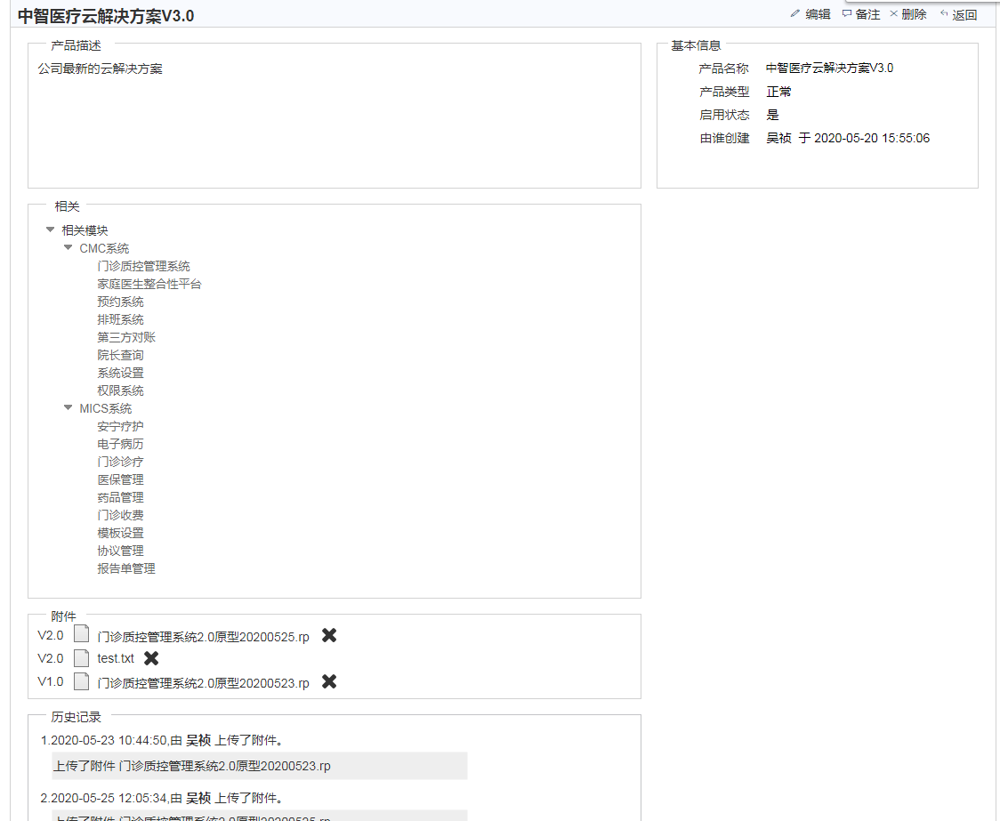 中智医疗云解决方案V3.0
编辑 备注 删除 返回
产品描述
公司最新的云解决方案
基本信息
产品名称 中智医疗云解决方案V3.0
产品类型 正常
启用状态 是
由谁创建 吴祯 于 2020-05-20 15:55:06
相关
相关模块
CMC系统
门诊质控管理系统
家庭医生整合性平台
预约系统
排班系统
第三方对账
院长查询
系统设置
权限系统
MICS系统
安宁疗护
电子病历
门诊诊疗
医保管理
药品管理
门诊收费
模板设置
协议管理
报告单管理
附件
V2.0 门诊质控管理系统2.0原型20200525.rp
V2.0 test.txt
V1.0 门诊质控管理系统2.0原型20200523.rp
历史记录
1.2020-05-23 10:44:50,由 吴祯 上传了附件。
上传了附件 门诊质控管理系统2.0原型20200523.rp
2.2020-05-25 12:05:34,由 吴祯 上传了附件。
上传了附件 门诊质控管理系统2.0原型20200525.rp